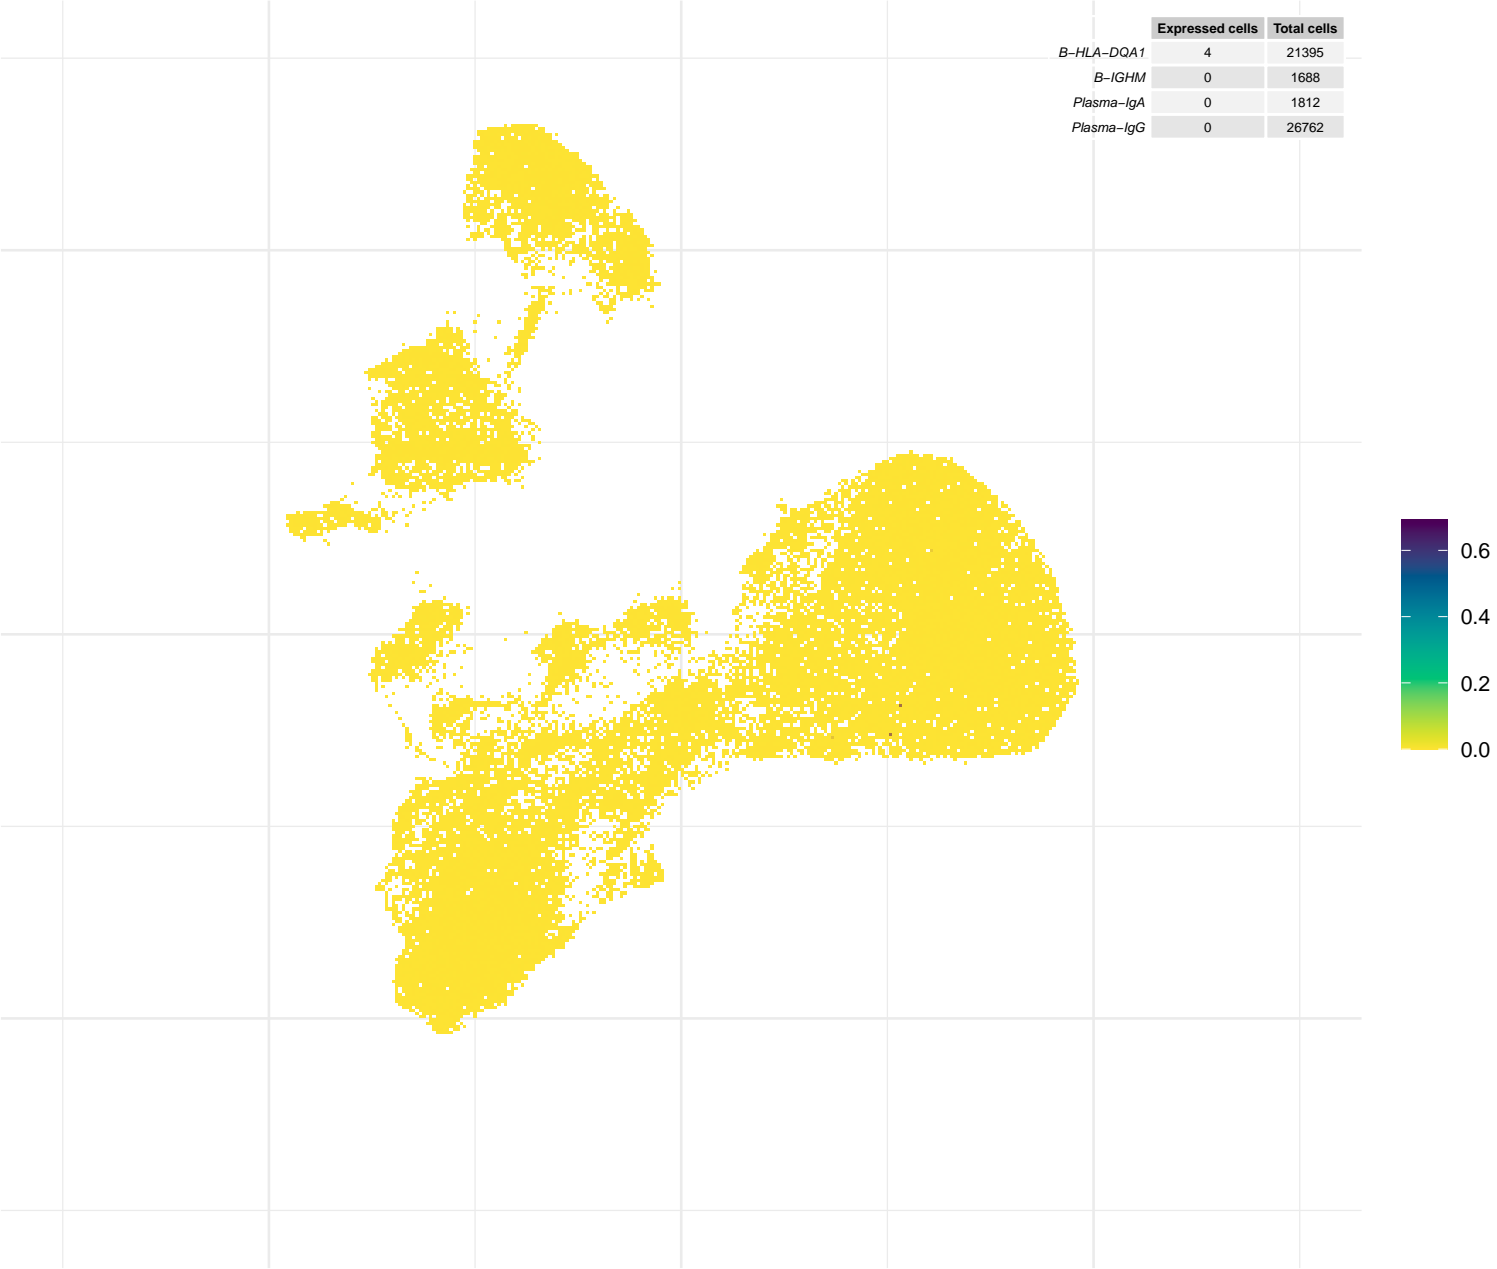 Expressed cells Total cells
B−HLA−DQA1 4 21395
B−IGHM 0 1688
Plasma−IgA 0 1812
Plasma−IgG 0 26762
0.6
0.4
0.2
0.0